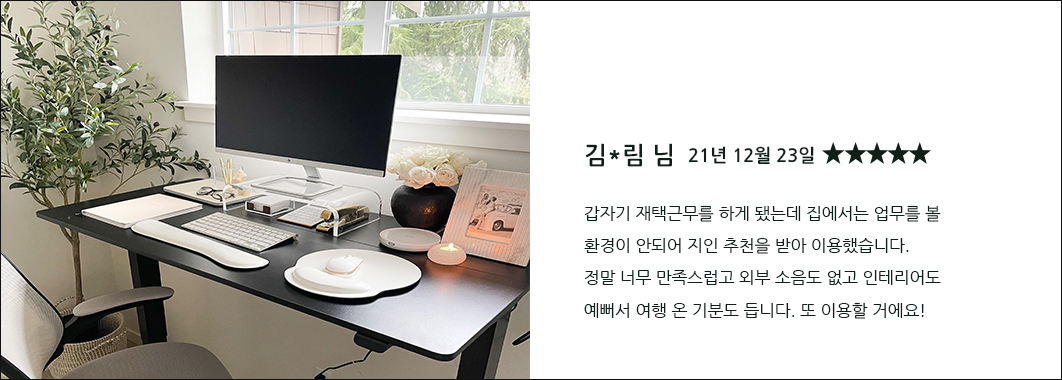 김*림 님 21년 12월 23일 ★★★★★
갑자기 재택근무를 하게 됐는데 집에서는 업무를 볼
환경이 안되어 지인 추천을 받아 이용했습니다.
정말 너무 만족스럽고 외부 소음도 없고 인테리어도
예뻐서 여행 온 기분도 듭니다. 또 이용할 거에요!